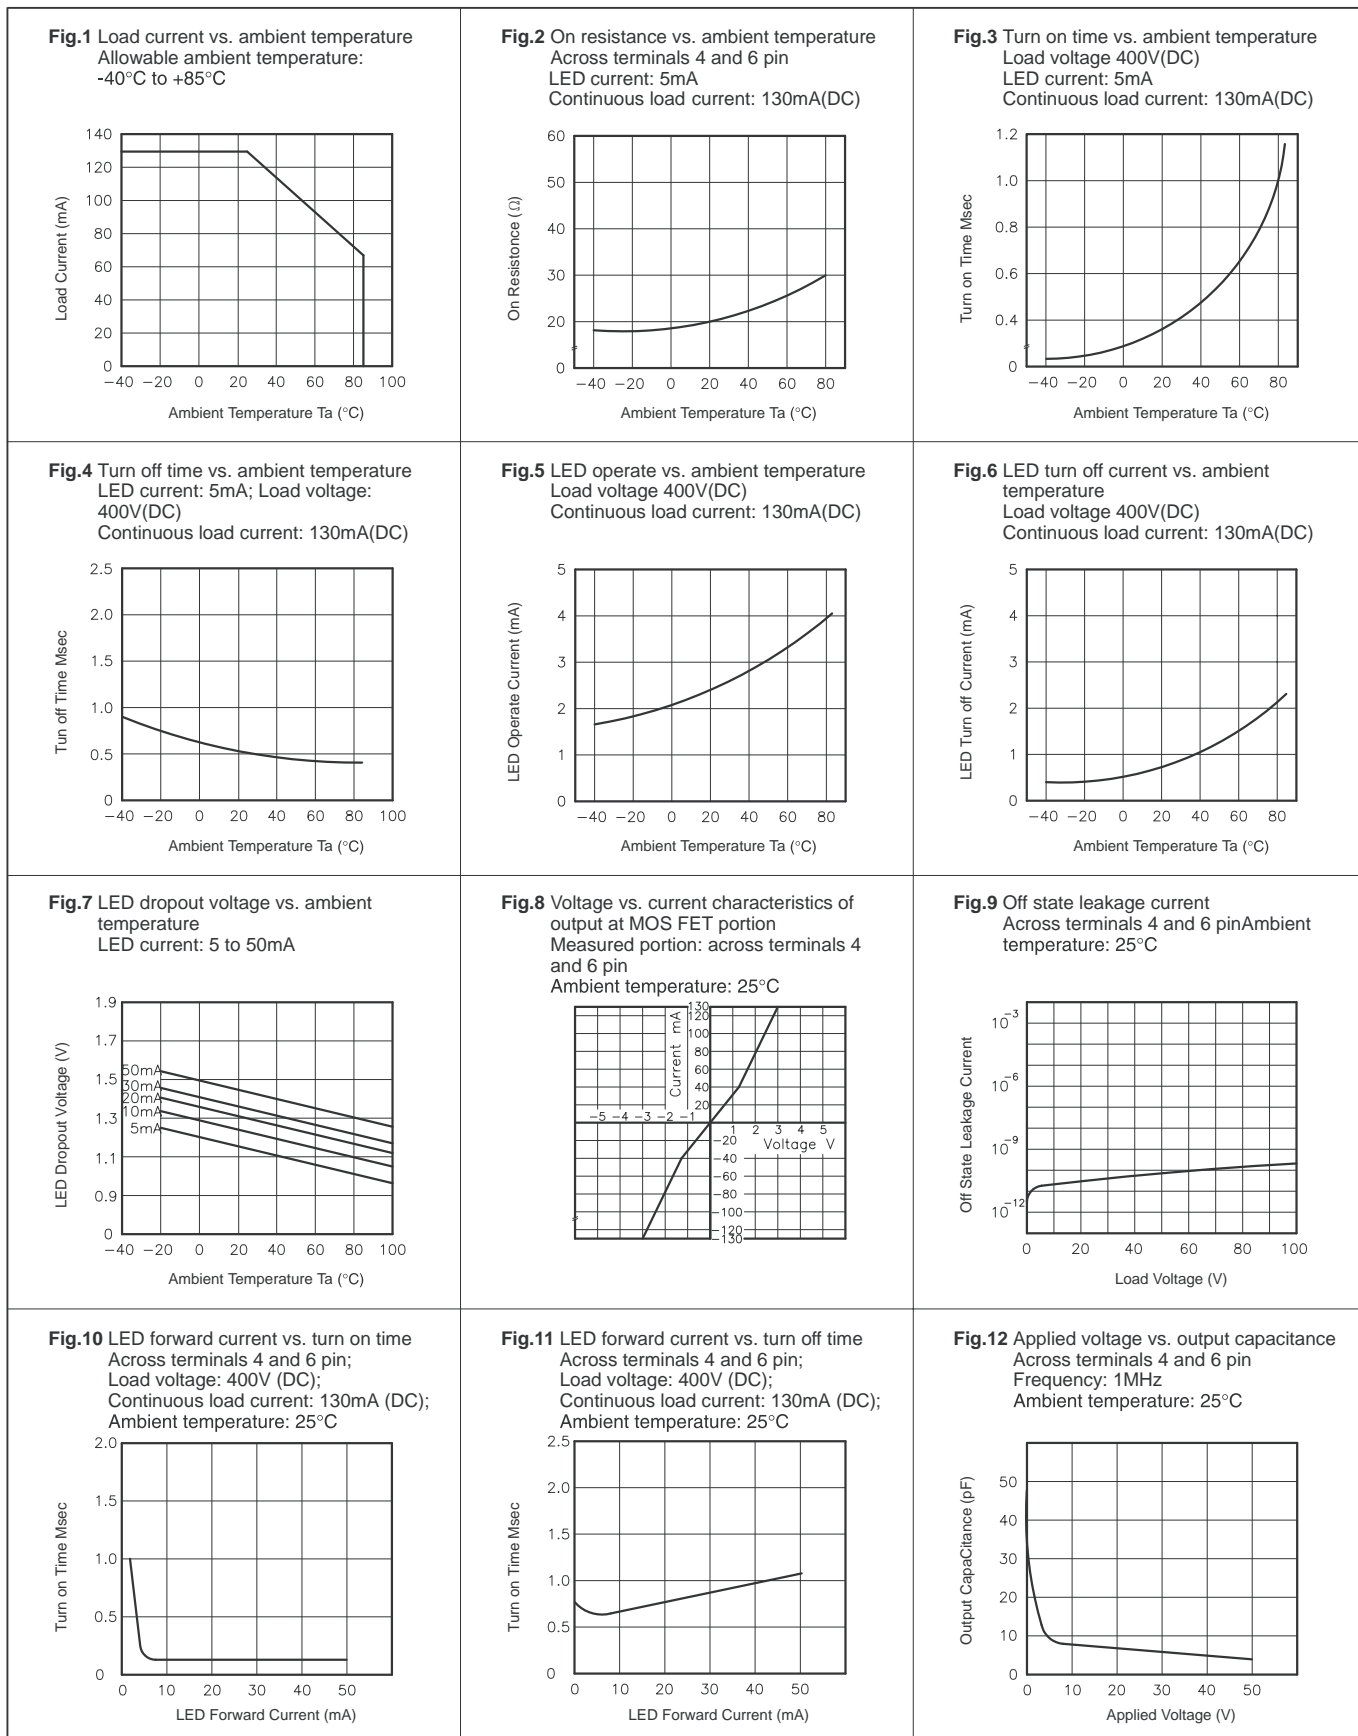 Fig.1 Load current vs. ambient temperature
Allowable ambient temperature:
-40°C to +85°C
140
120
100
80
60
40
20
0
Load Current (mA)
−40 −20 0 20 40 60 80 100
Ambient Temperature Ta (°C)
Fig.2 On resistance vs. ambient temperature
Across terminals 4 and 6 pin
LED current: 5mA
Continuous load current: 130mA(DC)
60
50
40
30
20
0
On Resistonce (Ω)
−40 −20 0 20 40 60 80
Ambient Temperature Ta (°C)
Fig.3 Turn on time vs. ambient temperature
Load voltage 400V(DC)
LED current: 5mA
Continuous load current: 130mA(DC)
1.2
1.0
0.8
0.6
0.4
0
Turn on Time Msec
−40 −20 0 20 40 60 80
Ambient Temperature Ta (°C)
Fig.4 Turn off time vs. ambient temperature
LED current: 5mA; Load voltage:
400V(DC)
Continuous load current: 130mA(DC)
2.5
2.0
1.5
1.0
0.5
0
Tun off Time Msec
−40 −20 0 20 40 60 80 100
Ambient Temperature Ta (°C)
Fig.5 LED operate vs. ambient temperature
Load voltage 400V(DC)
Continuous load current: 130mA(DC)
5
4
3
2
1
0
LED Operate Current (mA)
−40 −20 0 20 40 60 80
Ambient Temperature Ta (°C)
Fig.6 LED turn off current vs. ambient
temperature
Load voltage 400V(DC)
Continuous load current: 130mA(DC)
5
4
3
2
1
0
LED Turn off Current (mA)
−40 −20 0 20 40 60 80
Ambient Temperature Ta (°C)
Fig.7 LED dropout voltage vs. ambient
temperature
LED current: 5 to 50mA
1.9
1.7
1.5
1.3
1.1
0.9
0
LED Dropout Voltage (V)
50mA
30mA
20mA
10mA
5mA
−40 −20 0 20 40 60 80 100
Ambient Temperature Ta (°C)
Fig.8 Voltage vs. current characteristics of
output at MOS FET portion
Measured portion: across terminals 4
and 6 pin
Ambient temperature: 25°C
Current mA
130
120
100
80
60
40
20
−5 −4 −3 −2 −1
1 2 3 4 5
Voltage V
−20
−40
−60
−80
−100
−120
−130
Fig.9 Off state leakage current
Across terminals 4 and 6 pinAmbient
temperature: 25°C
10−3
10−6
10−9
10−12
Off State Leakage Current
0 20 40 60 80 100
Load Voltage (V)
Fig.10 LED forward current vs. turn on time
Across terminals 4 and 6 pin;
Load voltage: 400V (DC);
Continuous load current: 130mA (DC);
Ambient temperature: 25°C
2.0
1.5
1.0
0.5
0
Turn on Time Msec
0 10 20 30 40 50
LED Forward Current (mA)
Fig.11 LED forward current vs. turn off time
Across terminals 4 and 6 pin;
Load voltage: 400V (DC);
Continuous load current: 130mA (DC);
Ambient temperature: 25°C
2.5
2.0
1.5
1.0
0.5
0
Turn on Time Msec
0 10 20 30 40 50
LED Forward Current (mA)
Fig.12 Applied voltage vs. output capacitance
Across terminals 4 and 6 pin
Frequency: 1MHz
Ambient temperature: 25°C
50
40
30
20
10
0
Output CapaCitance (pF)
0 10 20 30 40 50
Applied Voltage (V)